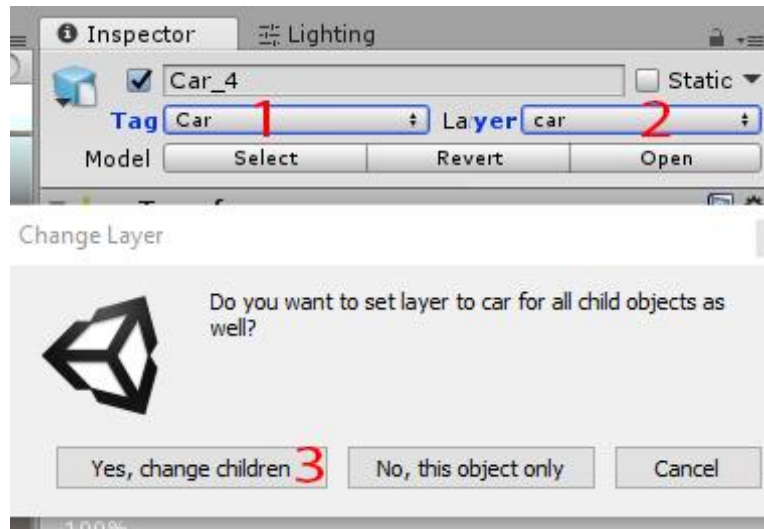 Inspector Lighting
Car_4 Static
Tag Car 1 Layer car 2
Model Select Revert Open
Change Layer
Do you want to set layer to car for all child objects as
well?
Yes, change children 3 No, this object only Cancel
100%